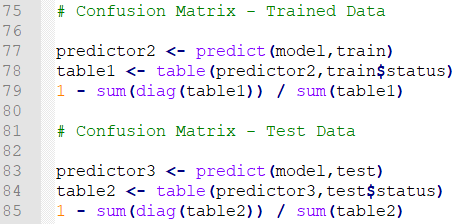 75 # Confusion Matrix - Trained Data
76
77 predictor2 <- predict(model,train)
78 table1 <- table(predictor2,train$status)
79 1 - sum(diag(table1)) / sum(table1)
80
81 # Confusion Matrix - Test Data
82
83 predictor3 <- predict(model,test)
84 table2 <- table(predictor3,test$status)
85 1 - sum(diag(table2)) / sum(table2)